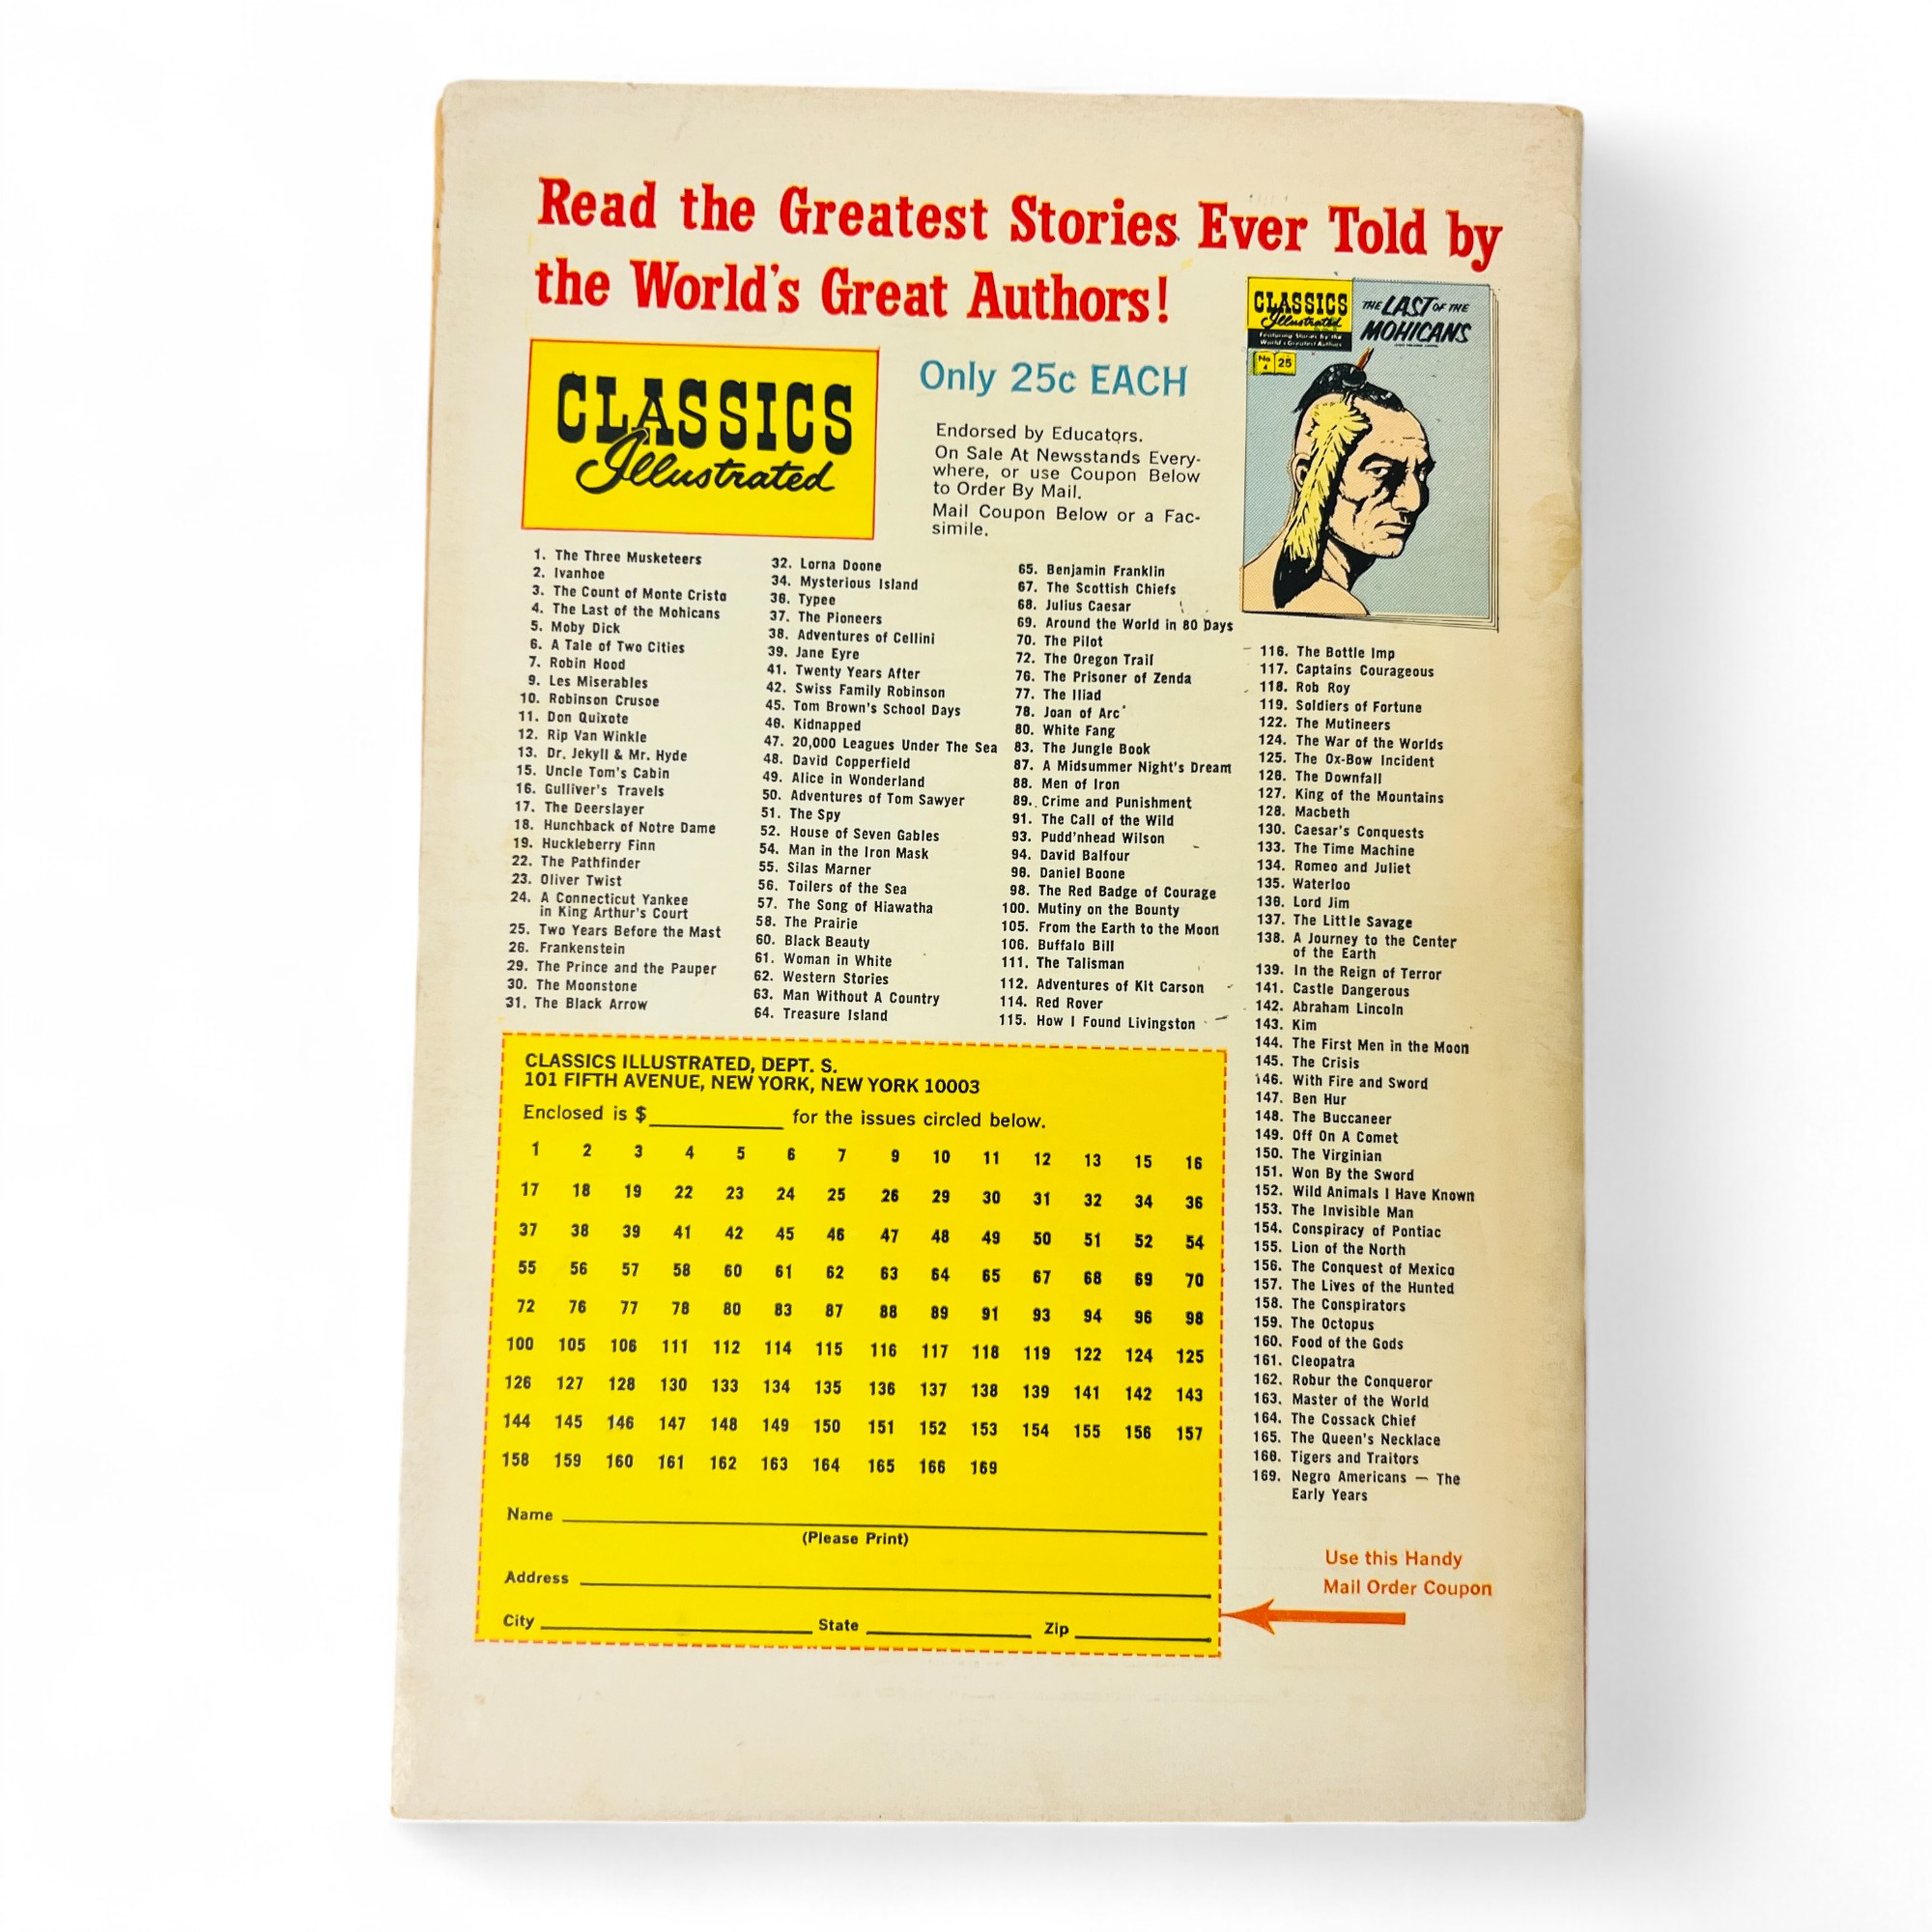 Read the Greatest Stories Ever Told by
the World's Great Authors!
CLASSICS
Illustrated
Only 25c EACH
Endorsed by Educators.
On Sale At Newsstands Every-
where, or use Coupon Below
to Order By Mail.
Mail Coupon Below or a Fac-
simile.
CLASSICS
Illustrated
Featuring Stories by the
World's Greatest Authors
No. 4
25
THE LAST OF THE
MOHICANS
1. The Three Musketeers
2. Ivanhoe
3. The Count of Monte Cristo
4. The Last of the Mohicans
5. Moby Dick
6. A Tale of Two Cities
7. Robin Hood
9. Les Miserables
10. Robinson Crusoe
11. Don Quixote
12. Rip Van Winkle
13. Dr. Jekyll & Mr. Hyde
15. Uncle Tom's Cabin
16. Gulliver's Travels
17. The Deerslayer
18. Hunchback of Notre Dame
19. Huckleberry Finn
22. The Pathfinder
23. Oliver Twist
24. A Connecticut Yankee
in King Arthur's Court
25. Two Years Before the Mast
26. Frankenstein
29. The Prince and the Pauper
30. The Moonstone
31. The Black Arrow
32. Lorna Doone
34. Mysterious Island
36. Typee
37. The Pioneers
38. Adventures of Cellini
39. Jane Eyre
41. Twenty Years After
42. Swiss Family Robinson
45. Tom Brown's School Days
46. Kidnapped
47. 20,000 Leagues Under The Sea
48. David Copperfield
49. Alice in Wonderland
50. Adventures of Tom Sawyer
51. The Spy
52. House of Seven Gables
54. Man in the Iron Mask
55. Silas Marner
56. Toilers of the Sea
57. The Song of Hiawatha
58. The Prairie
60. Black Beauty
61. Woman in White
62. Western Stories
63. Man Without A Country
64. Treasure Island
65. Benjamin Franklin
67. The Scottish Chiefs
68. Julius Caesar
69. Around the World in 80 Days
70. The Pilot
72. The Oregon Trail
76. The Prisoner of Zenda
77. The Iliad
78. Joan of Arc
80. White Fang
83. The Jungle Book
87. A Midsummer Night's Dream
88. Men of Iron
89. Crime and Punishment
91. The Call of the Wild
93. Pudd'nhead Wilson
94. David Balfour
96. Daniel Boone
98. The Red Badge of Courage
100. Mutiny on the Bounty
105. From the Earth to the Moon
106. Buffalo Bill
111. The Talisman
112. Adventures of Kit Carson
114. Red Rover
115. How I Found Livingston
116. The Bottle Imp
117. Captains Courageous
118. Rob Roy
119. Soldiers of Fortune
122. The Mutineers
124. The War of the Worlds
125. The Ox-Bow Incident
126. The Downfall
127. King of the Mountains
128. Macbeth
130. Caesar's Conquests
133. The Time Machine
134. Romeo and Juliet
135. Waterloo
136. Lord Jim
137. The Little Savage
138. A Journey to the Center
of the Earth
139. In the Reign of Terror
141. Castle Dangerous
142. Abraham Lincoln
143. Kim
144. The First Men in the Moon
145. The Crisis
146. With Fire and Sword
147. Ben Hur
148. The Buccaneer
149. Off On A Comet
150. The Virginian
151. Won By the Sword
152. Wild Animals I Have Known
153. The Invisible Man
154. Conspiracy of Pontiac
155. Lion of the North
156. The Conquest of Mexico
157. The Lives of the Hunted
158. The Conspirators
159. The Octopus
160. Food of the Gods
161. Cleopatra
162. Robur the Conqueror
163. Master of the World
164. The Cossack Chief
165. The Queen's Necklace
166. Tigers and Traitors
169. Negro Americans — The
Early Years
CLASSICS ILLUSTRATED, DEPT. S.
101 FIFTH AVENUE, NEW YORK, NEW YORK 10003
Enclosed is $ for the issues circled below.
1 2 3 4 5 6 7 9 10 11 12 13 15 16
17 18 19 22 23 24 25 26 29 30 31 32 34 36
37 38 39 41 42 45 46 47 48 49 50 51 52 54
55 56 57 58 60 61 62 63 64 65 67 68 69 70
72 76 77 78 80 83 87 88 89 91 93 94 96 98
100 105 106 111 112 114 115 116 117 118 119 122 124 125
126 127 128 130 133 134 135 136 137 138 139 141 142 143
144 145 146 147 148 149 150 151 152 153 154 155 156 157
158 159 160 161 162 163 164 165 166 169
Name
(Please Print)
Address
City State Zip
Use this Handy
Mail Order Coupon